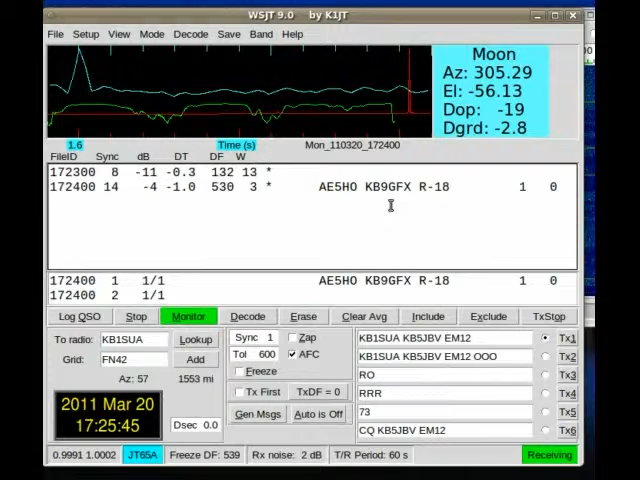 WSJT 9.0 by K1JT
File Setup View Mode Decode Save Band Help
Moon
Az: 305.29
El: -56.13
Dop: -19
Dgrd: -2.8
1.6 Time (s) Mon_110320_172400
FileID Sync dB DT DF W
172300 8 -11 -0.3 132 13 *
172400 14 -4 -1.0 530 3 * AE5HO KB9GFX R-18 1 0
172400 1 1/1 AE5HO KB9GFX R-18 1 0
172400 2 1/1
Log QSO Stop Monitor Decode Erase Clear Avg Include Exclude TxStop
To radio: KB1SUA Lookup
Grid: FN42 Add
Az: 57 1553 mi
2011 Mar 20
17:25:45
Dsec 0.0
Sync 1 Zap
Tol 600 AFC
Freeze
Tx First TxDF = 0
Gen Msgs Auto is Off
KB1SUA KB5JBV EM12 Tx1
KB1SUA KB5JBV EM12 OOO Tx2
RO Tx3
RRR Tx4
73 Tx5
CQ KB5JBV EM12 Tx6
0.9991 1.0002 JT65A Freeze DF: 539 Rx noise: 2 dB T/R Period: 60 s Receiving